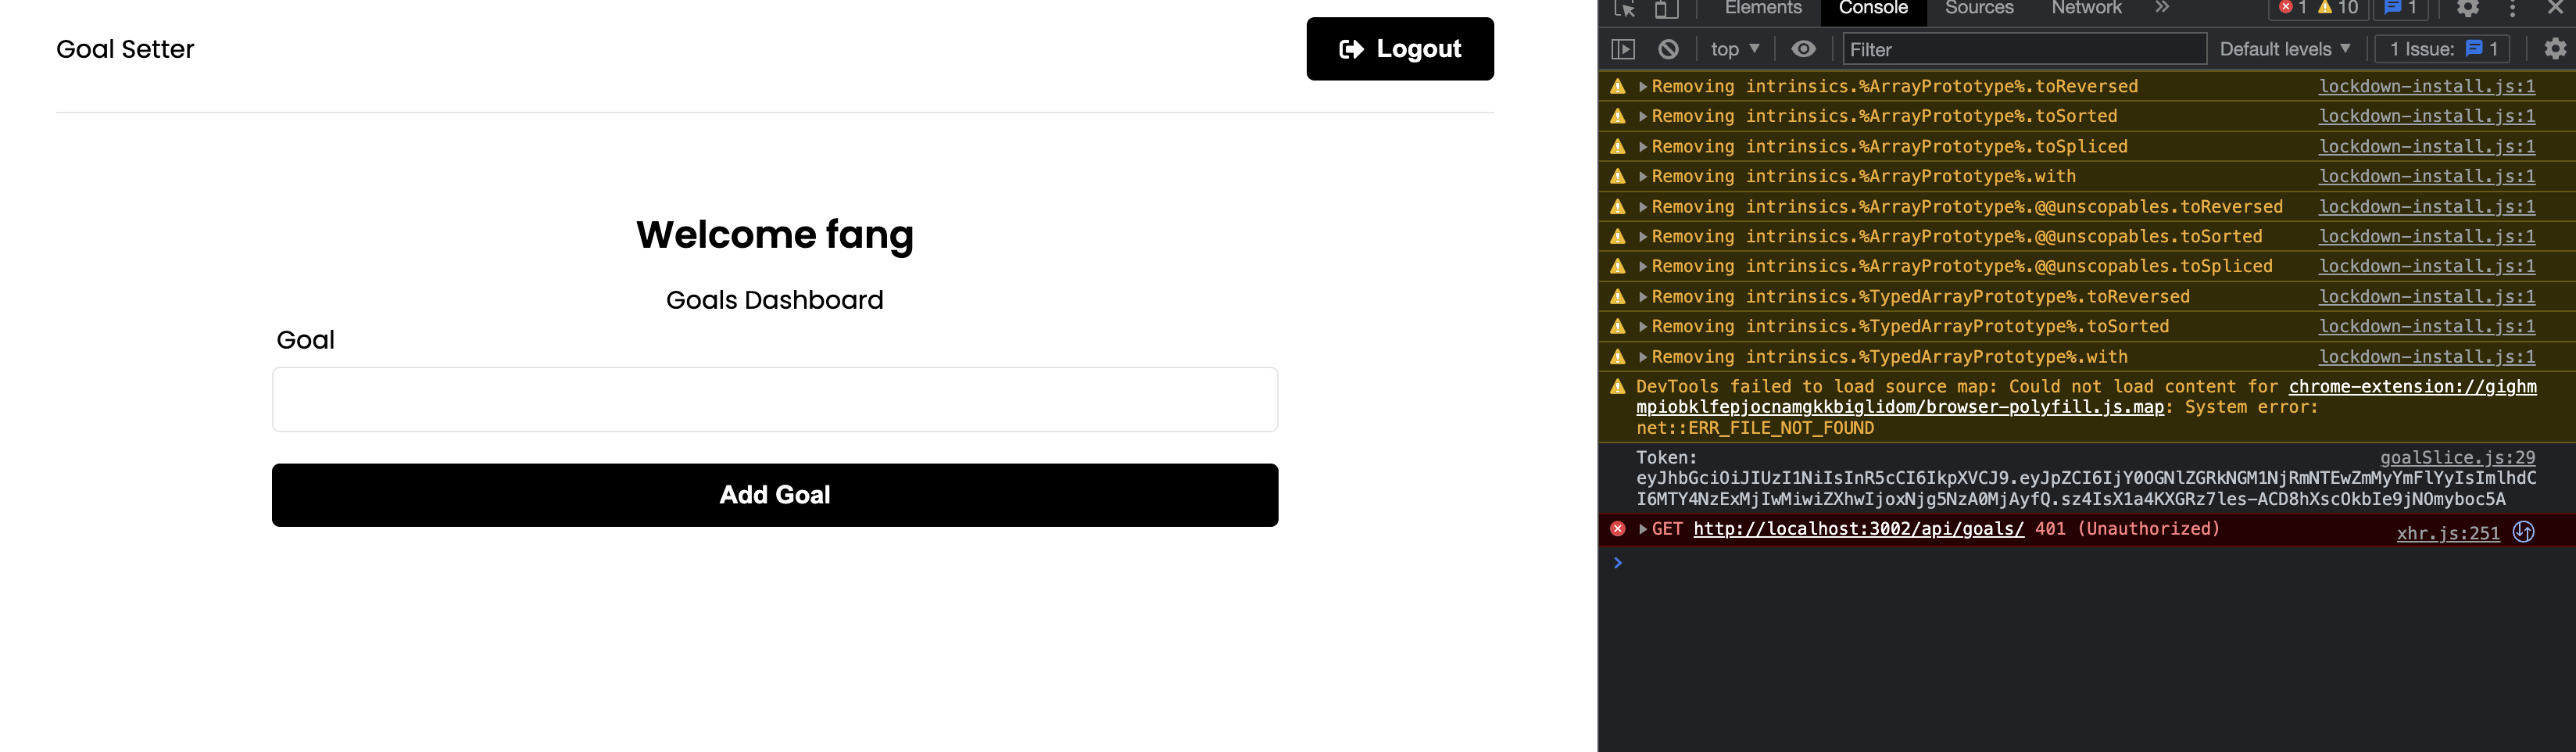 Goal Setter
Logout
Welcome fang
Goals Dashboard
Goal
Add Goal
Elements Console Sources Network 1 10 1
top Filter Default levels 1 Issue: 1
Removing intrinsics.%ArrayPrototype%.toReversed lockdown-install.js:1
Removing intrinsics.%ArrayPrototype%.toSorted lockdown-install.js:1
Removing intrinsics.%ArrayPrototype%.toSpliced lockdown-install.js:1
Removing intrinsics.%ArrayPrototype%.with lockdown-install.js:1
Removing intrinsics.%ArrayPrototype%.@@unscopables.toReversed lockdown-install.js:1
Removing intrinsics.%ArrayPrototype%.@@unscopables.toSorted lockdown-install.js:1
Removing intrinsics.%ArrayPrototype%.@@unscopables.toSpliced lockdown-install.js:1
Removing intrinsics.%TypedArrayPrototype%.toReversed lockdown-install.js:1
Removing intrinsics.%TypedArrayPrototype%.toSorted lockdown-install.js:1
Removing intrinsics.%TypedArrayPrototype%.with lockdown-install.js:1
DevTools failed to load source map: Could not load content for chrome-extension://gighm
mpiobklfepjocnamgkkbiglidom/browser-polyfill.js.map: System error:
net::ERR_FILE_NOT_FOUND
Token: goalSlice.js:29
eyJhbGciOiJIUzI1NiIsInR5cCI6IkpXVCJ9.eyJpZCI6IjY0OGNlZGRkNGM1NjRmNTEwZmMyYmFlYyIsImlhdC
I6MTY4NzExMjIwMiwiZXhwIjoxNjg5NzA0MjAyfQ.sz4IsX1a4KXGRz7les-ACD8hXscOkbIe9jNOmyboc5A
GET http://localhost:3002/api/goals/ 401 (Unauthorized) xhr.js:251